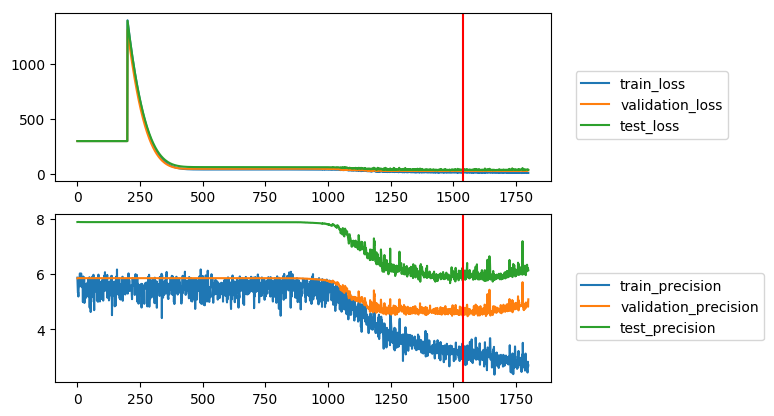 1000
500
0
0 250 500 750 1000 1250 1500 1750
train_loss
validation_loss
test_loss
8
6
4
0 250 500 750 1000 1250 1500 1750
train_precision
validation_precision
test_precision